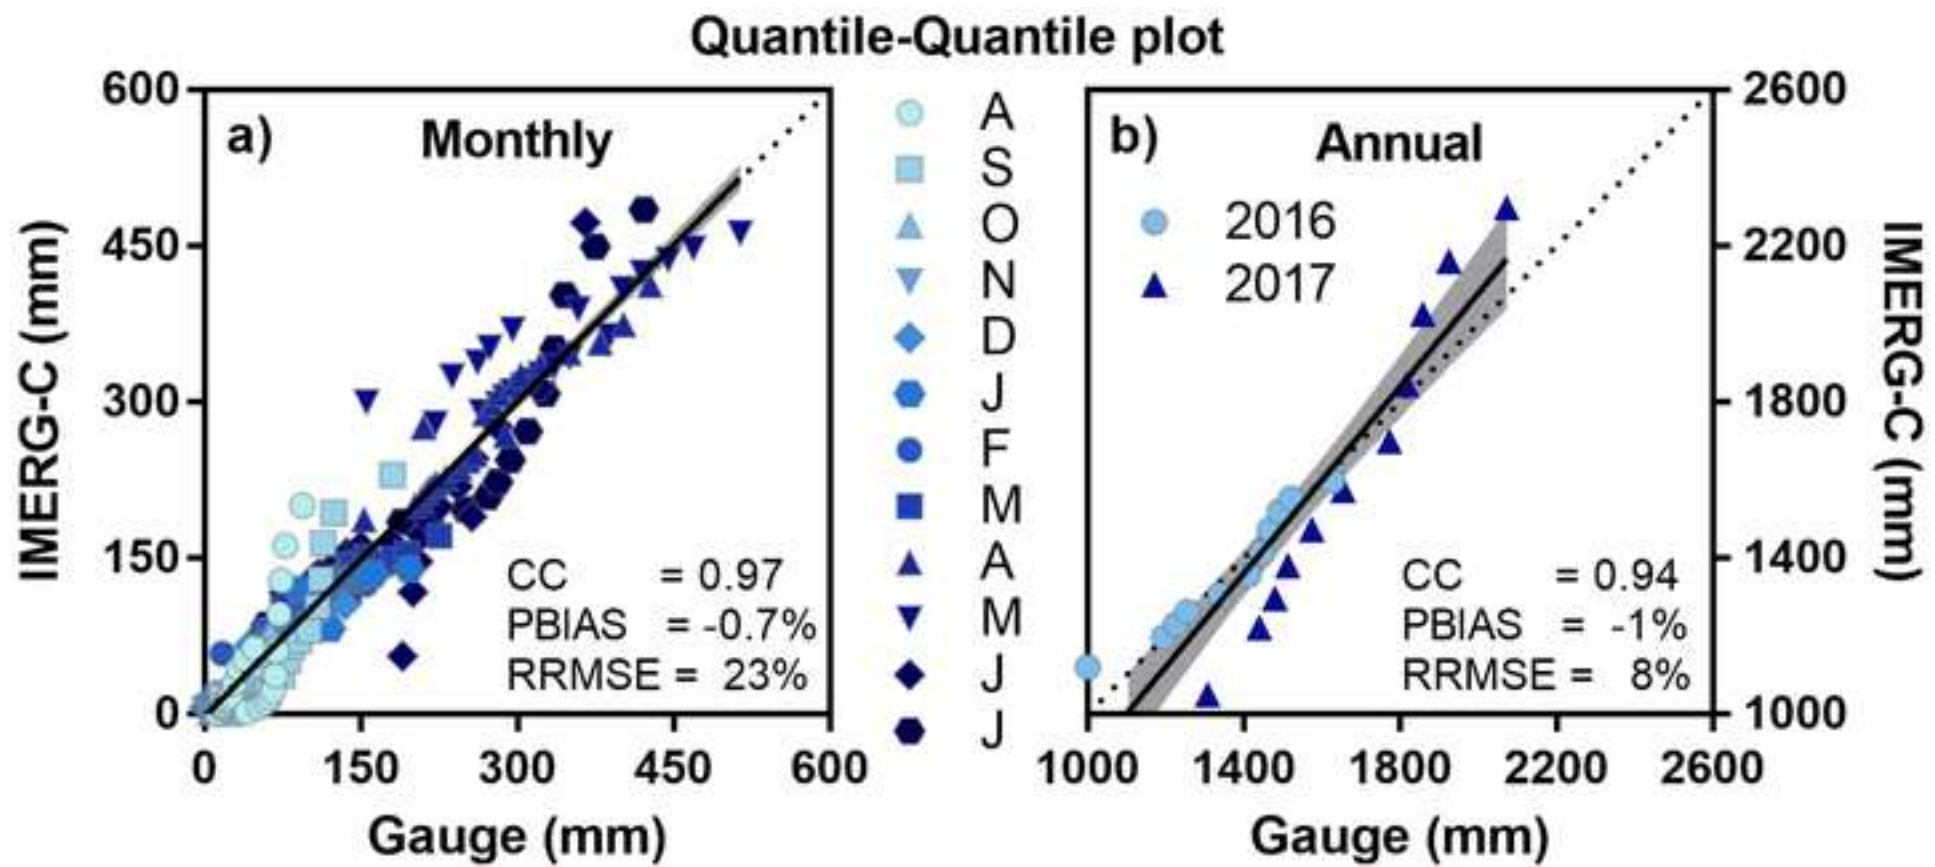 Quantile-Quantile plot
a) Monthly
IMERG-C (mm)
600
450
300
150
0
0 150 300 450 600
Gauge (mm)
CC = 0.97
PBIAS = -0.7%
RRMSE = 23%
A
S
O
N
D
J
F
M
A
M
J
J
b) Annual
2016
2017
CC = 0.94
PBIAS = -1%
RRMSE = 8%
2600
2200
1800
1400
1000
1000 1400 1800 2200 2600
Gauge (mm)
IMERG-C (mm)